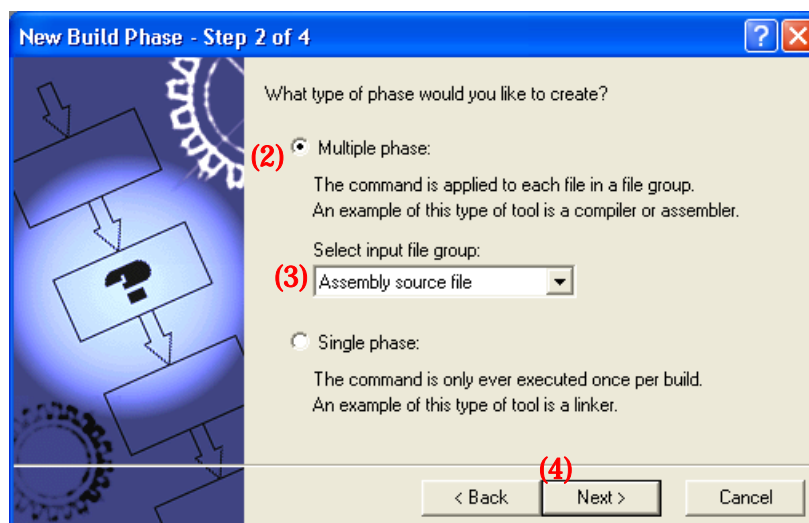 New Build Phase - Step 2 of 4
What type of phase would you like to create?
(2) Multiple phase:
The command is applied to each file in a file group.
An example of this type of tool is a compiler or assembler.
Select input file group:
(3) Assembly source file
Single phase:
The command is only ever executed once per build.
An example of this type of tool is a linker.
(4)
< Back Next > Cancel